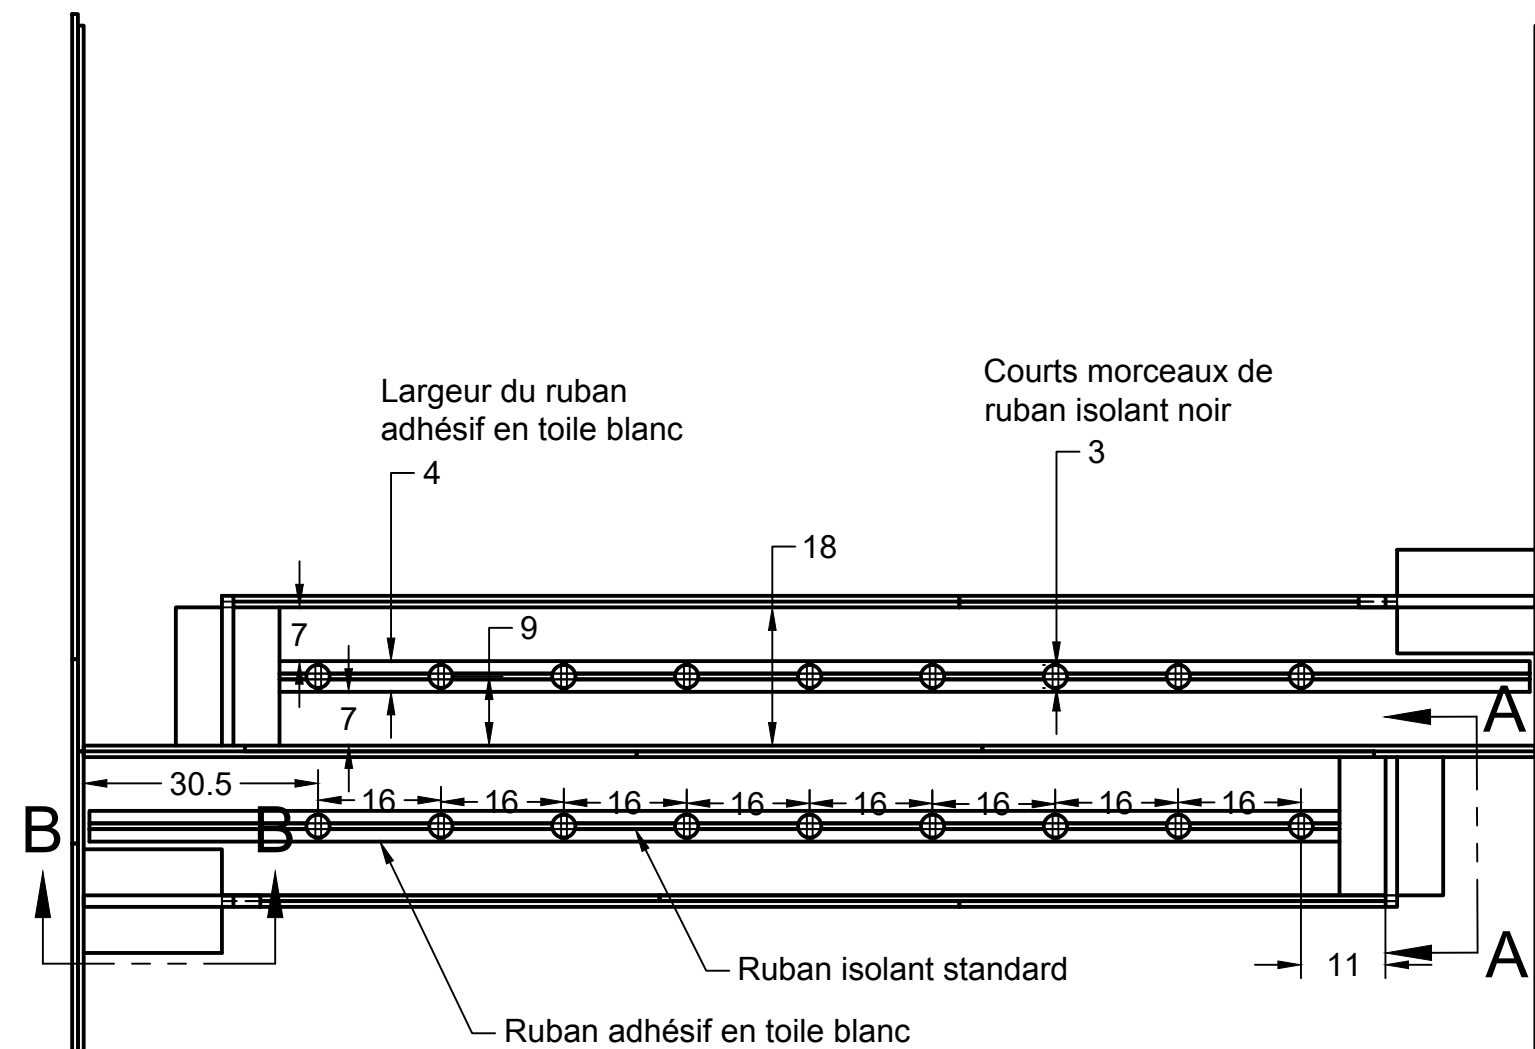 Largeur du ruban
adhésif en toile blanc
Courts morceaux de
ruban isolant noir
4
3
18
7
9
7
A
30.5
16 16 16 16 16 16 16 16
B B
Ruban isolant standard
11
A
Ruban adhésif en toile blanc